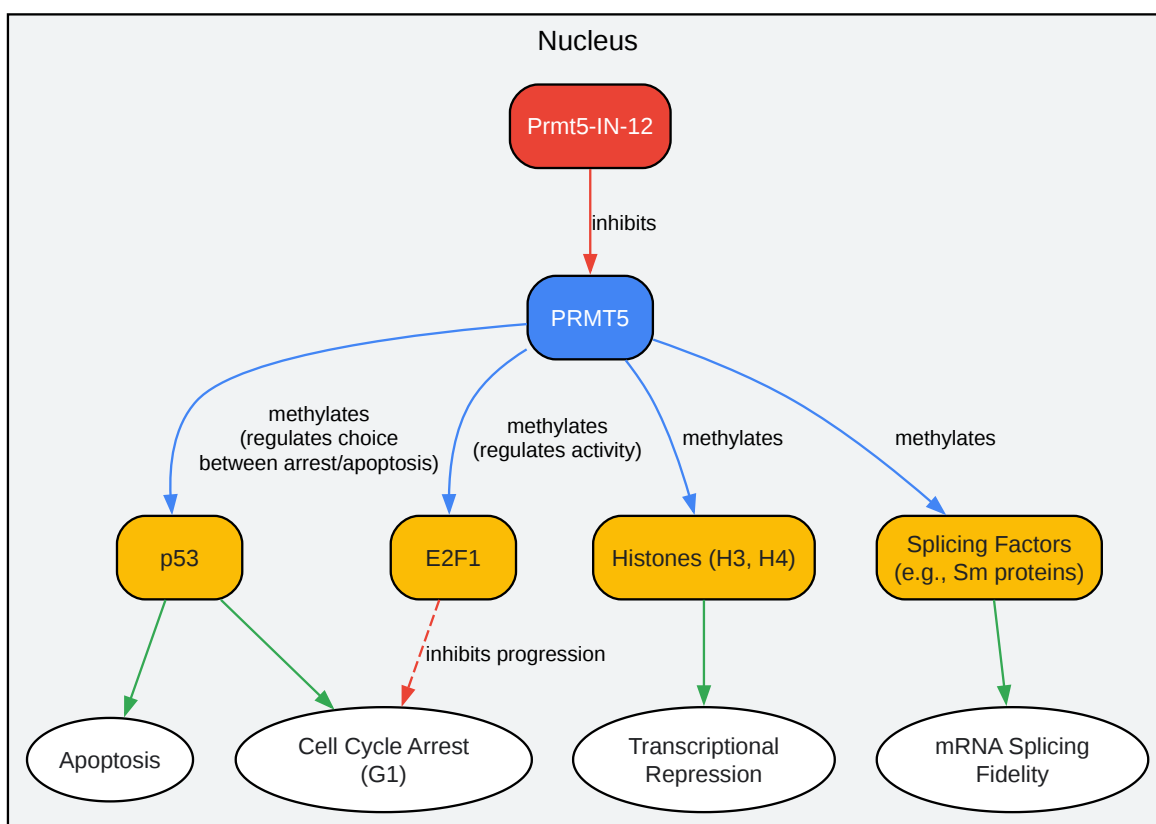 Nucleus
Prmt5-IN-12
inhibits
PRMT5
methylates
(regulates choice
between arrest/apoptosis)
methylates
(regulates activity)
methylates
methylates
p53
E2F1
Histones (H3, H4)
Splicing Factors
(e.g., Sm proteins)
inhibits progression
Apoptosis
Cell Cycle Arrest
(G1)
Transcriptional
Repression
mRNA Splicing
Fidelity